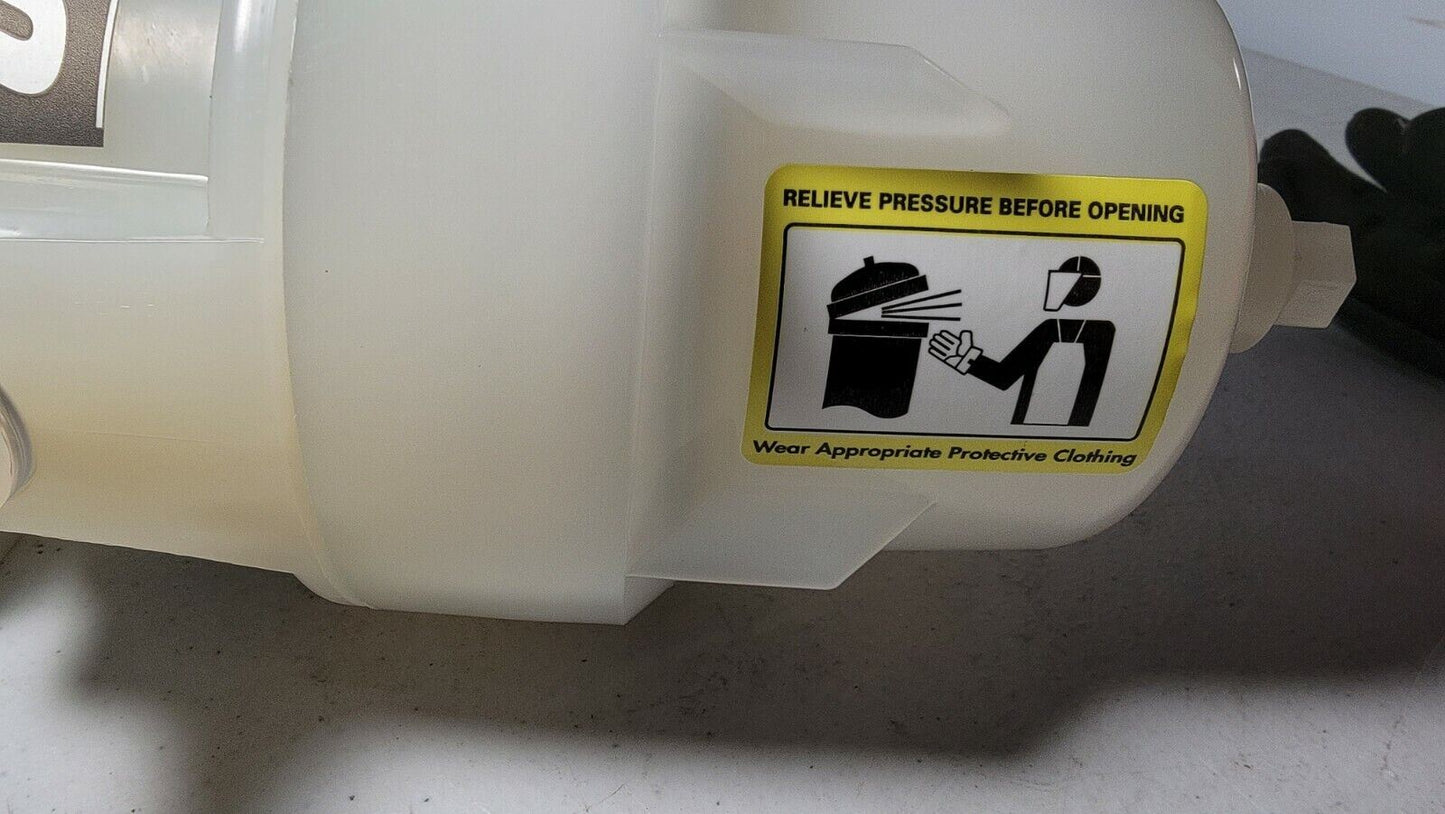 RELIEVE PRESSURE BEFORE OPENING
Wear Appropriate Protective Clothing